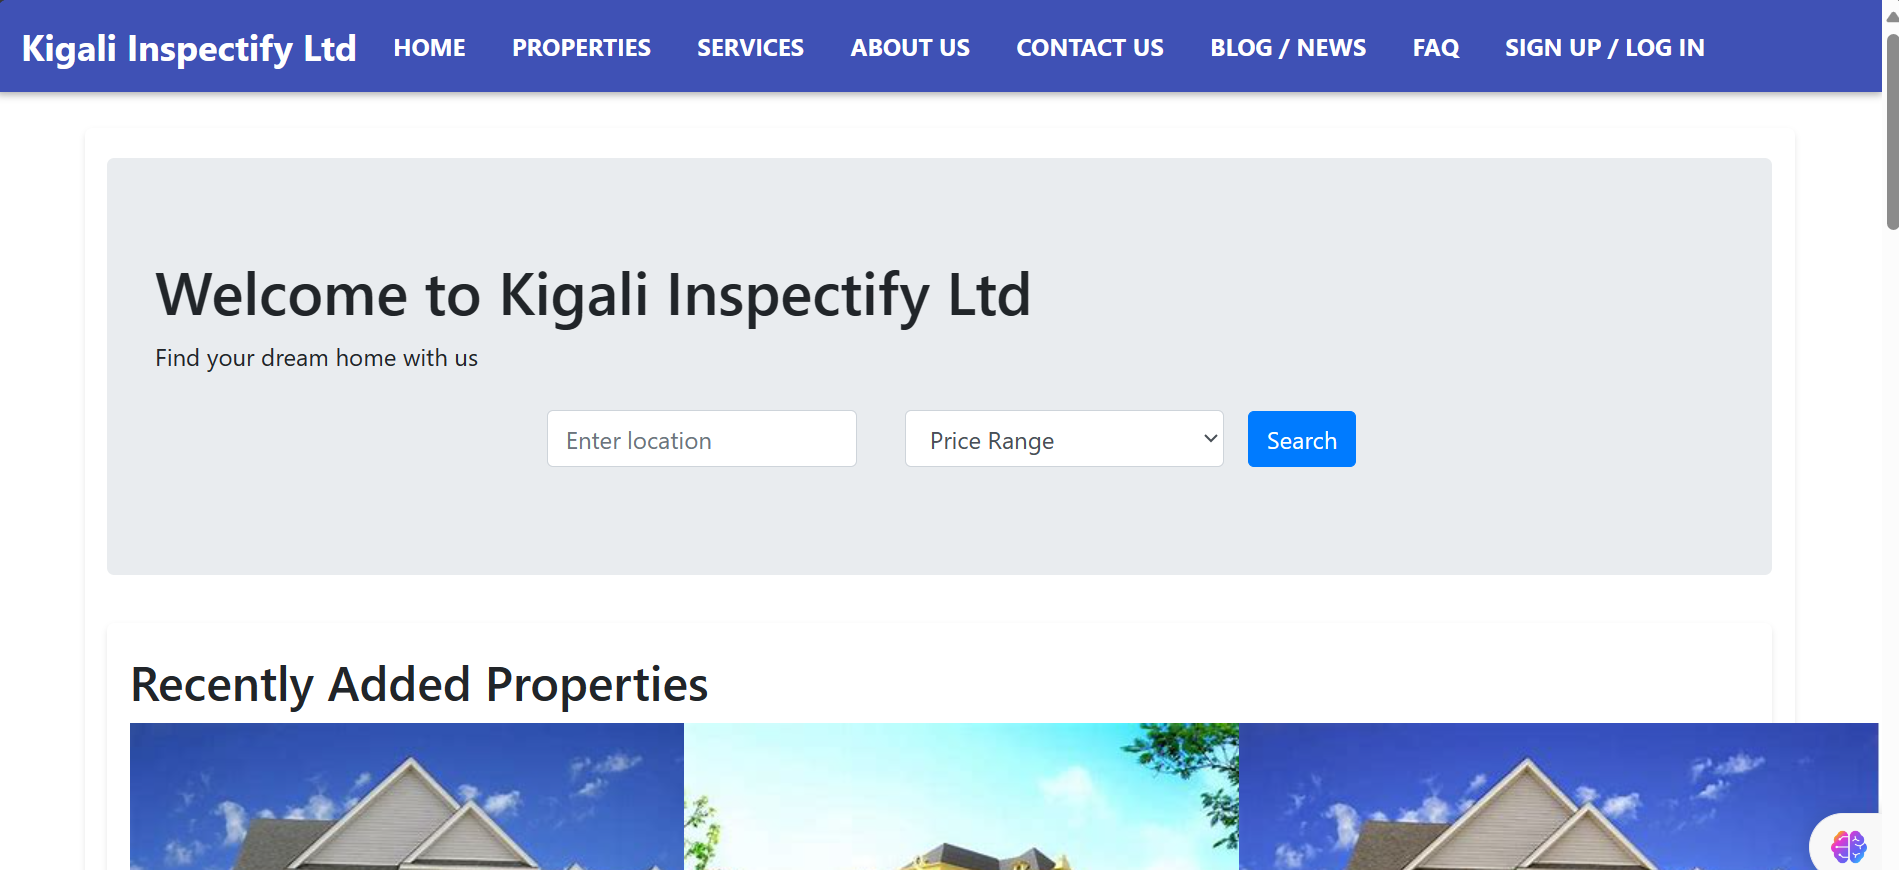 Kigali Inspectify Ltd HOME PROPERTIES SERVICES ABOUT US CONTACT US BLOG / NEWS FAQ SIGN UP / LOG IN
Welcome to Kigali Inspectify Ltd
Find your dream home with us
Enter location Price Range Search
Recently Added Properties